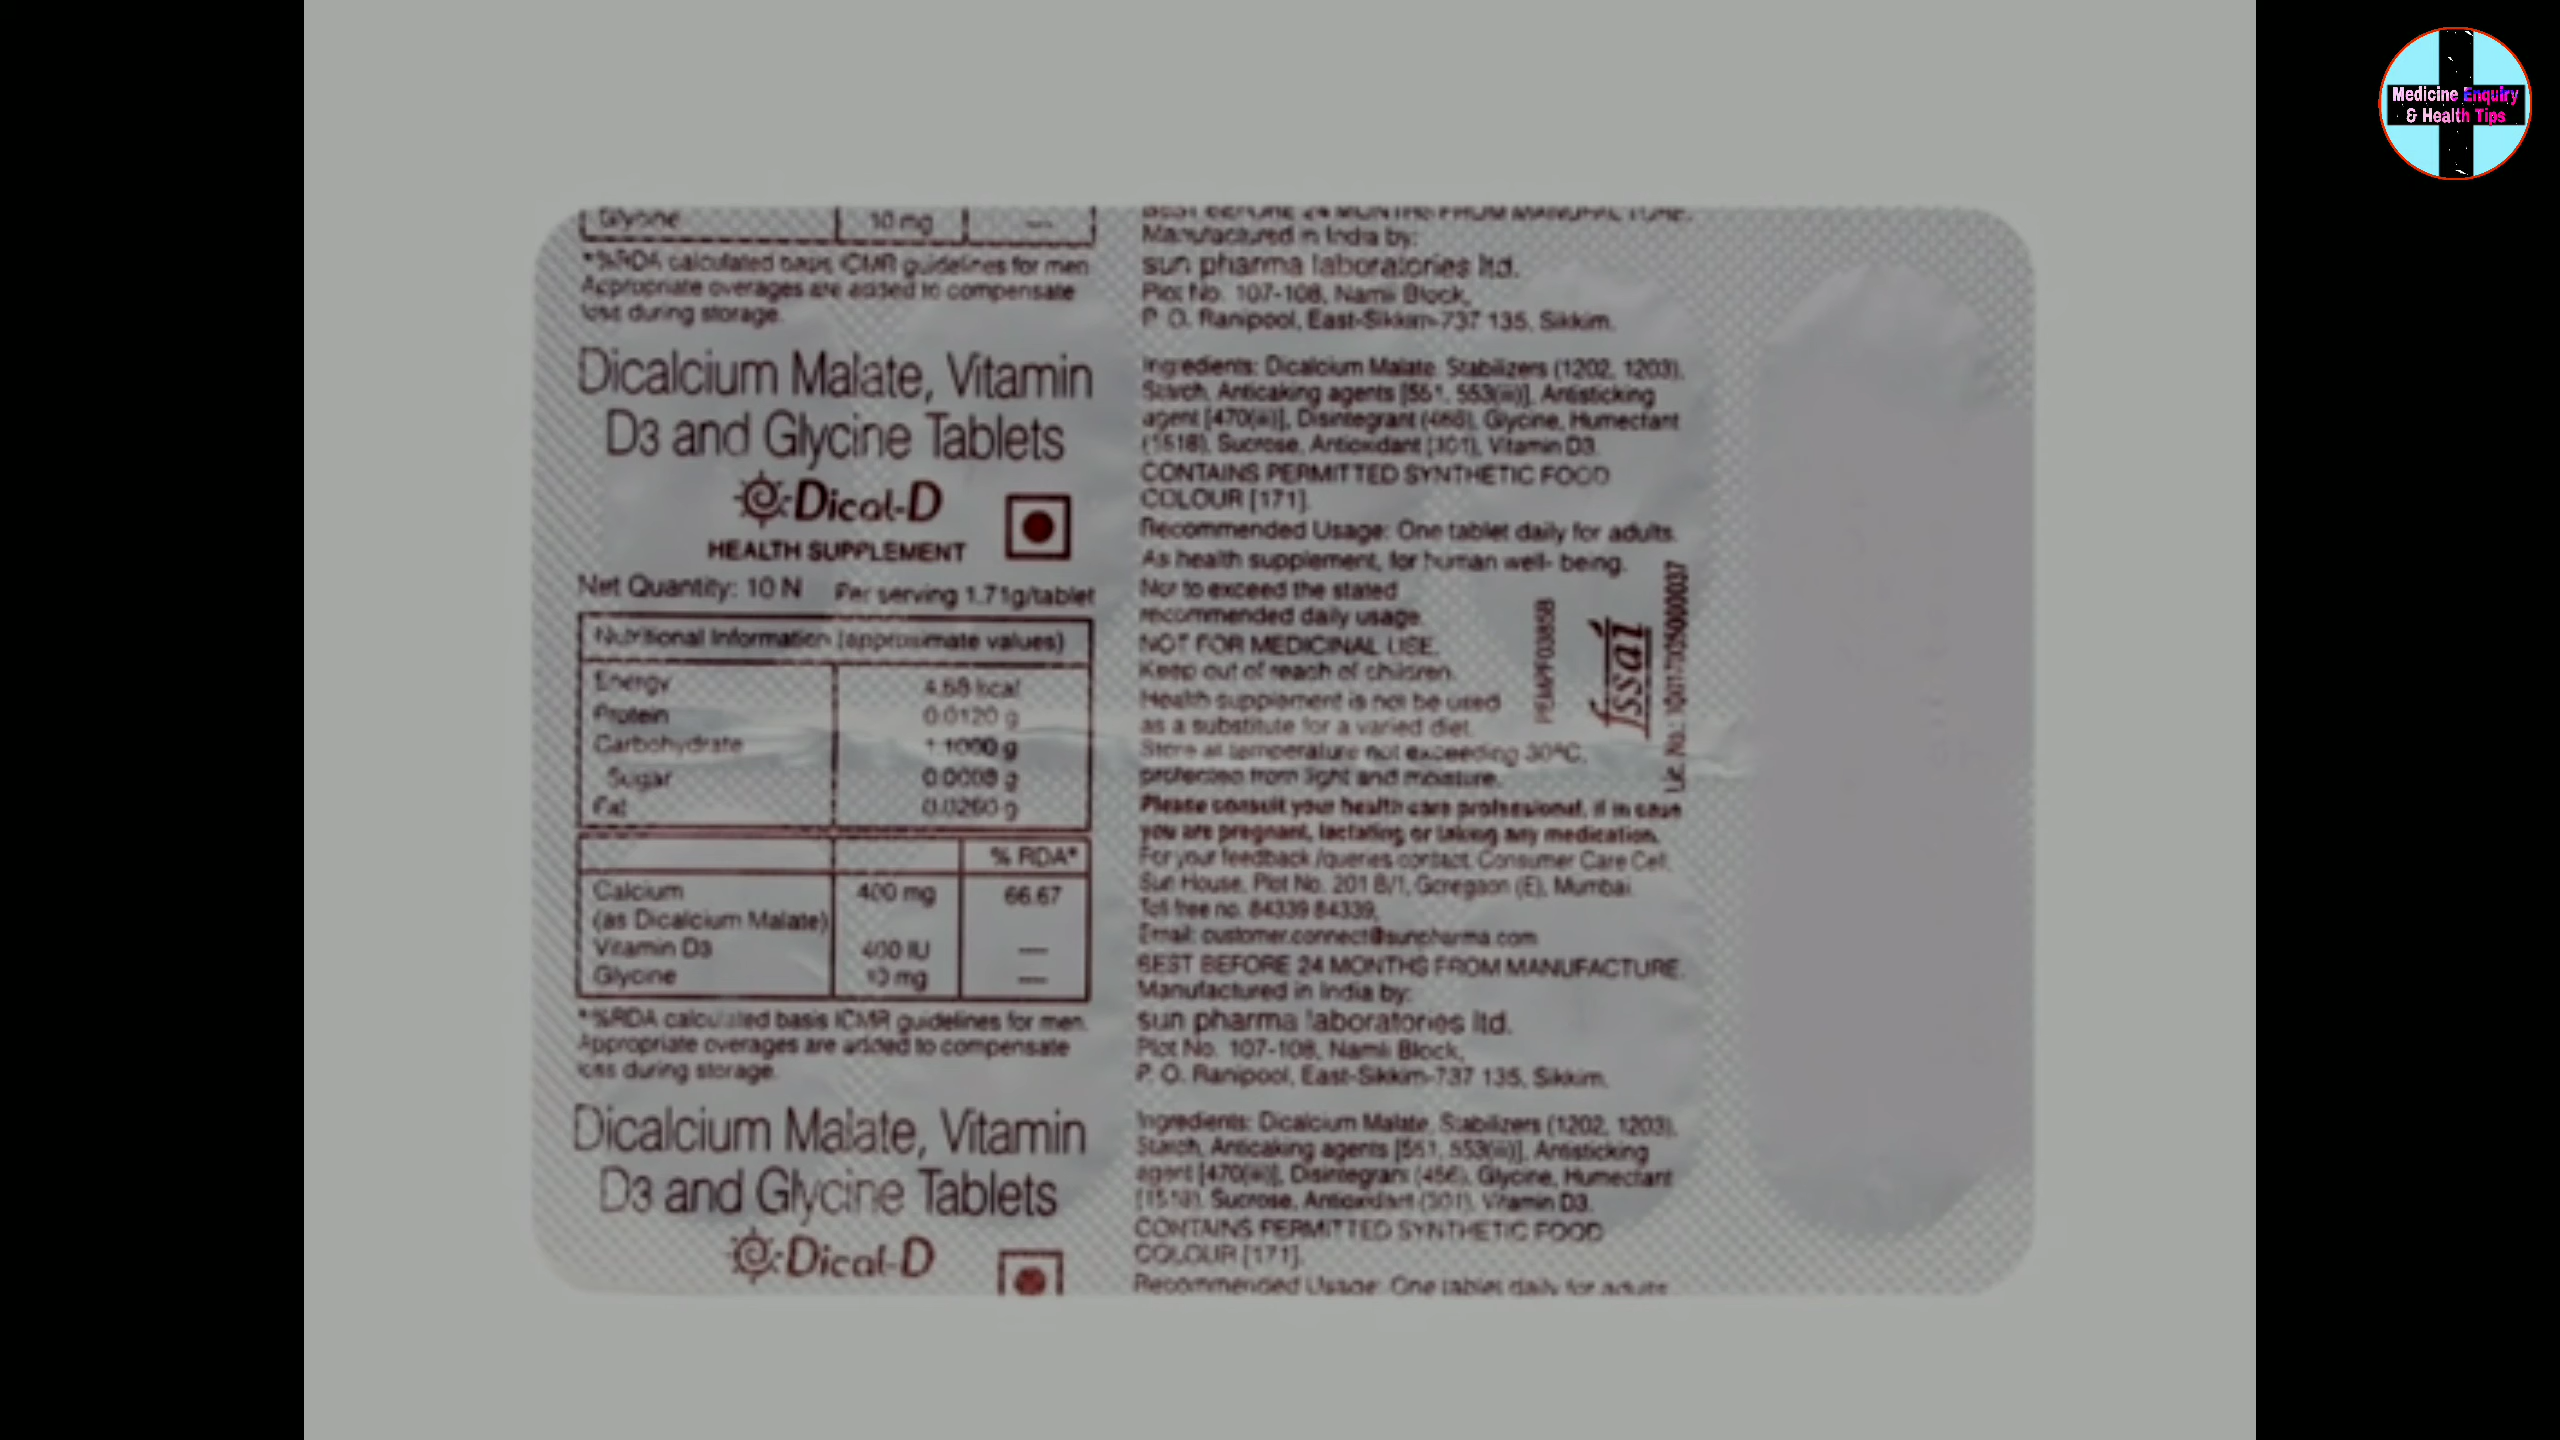 Medicine Enquiry
& Health Tips
Glycine 10 mg ---
*%RDA calculated basis ICMR guidelines for men
Appropriate overages are added to compensate
loss during storage.
Dicalcium Malate, Vitamin
D3 and Glycine Tablets
Dical-D
HEALTH SUPPLEMENT
Net Quantity: 10 N Per serving 1.71g/tablet
Nutritional Information (approximate values)
Energy kcal
Protein 0.0120 g
Carbohydrate 1.1000 g
Sugar 0.0008 g
Fat 0.0260 g
% RDA*
Calcium 400 mg 66.67
(as Dicalcium Malate)
Vitamin D3 400 IU ---
Glycine 10 mg ---
*%RDA calculated basis ICMR guidelines for men.
Appropriate overages are added to compensate
loss during storage.
Dicalcium Malate, Vitamin
D3 and Glycine Tablets
Dical-D
BEST BEFORE 24 MONTHS FROM MANUFACTURE.
Manufactured in India by:
sun pharma laboratories ltd.
Plot No. 107-108, Namli Block,
P. O. Ranipool, East-Sikkim-737 135, Sikkim.
Ingredients: Dicalcium Malate, Stabilizers (1202, 1203),
Starch, Anticaking agents [551, 553(iii)], Antisticking
agent [470(iii)], Disintegrant (466), Glycine, Humectant
(1518), Sucrose, Antioxidant (301), Vitamin D3.
CONTAINS PERMITTED SYNTHETIC FOOD
COLOUR [171].
Recommended Usage: One tablet daily for adults.
As health supplement, for human well- being.
Not to exceed the stated
recommended daily usage.
NOT FOR MEDICINAL USE.
Keep out of reach of children.
Health supplement is not be used
as a substitute for a varied diet.
Store at temperature not exceeding 30°C,
protected from light and moisture.
Please consult your health care professional, if in case
you are pregnant, lactating or taking any medication.
For your feedback /queries contact, Consumer Care Cell,
Sun House, Plot No. 201 B/1, Goregaon (E), Mumbai
Toll free no. 84339 84339,
Email: customer.connect@sunpharma.com
BEST BEFORE 24 MONTHS FROM MANUFACTURE.
Manufactured in India by:
sun pharma laboratories ltd.
Plot No. 107-108, Namli Block,
P. O. Ranipool, East-Sikkim-737 135, Sikkim.
Ingredients: Dicalcium Malate, Stabilizers (1202, 1203),
Starch, Anticaking agents [551, 553(iii)], Antisticking
agent [470(iii)], Disintegrant (466), Glycine, Humectant
(1518), Sucrose, Antioxidant (301), Vitamin D3.
CONTAINS PERMITTED SYNTHETIC FOOD
COLOUR [171].
Recommended Usage: One tablet daily for adults.
fssai
Lic. No.: